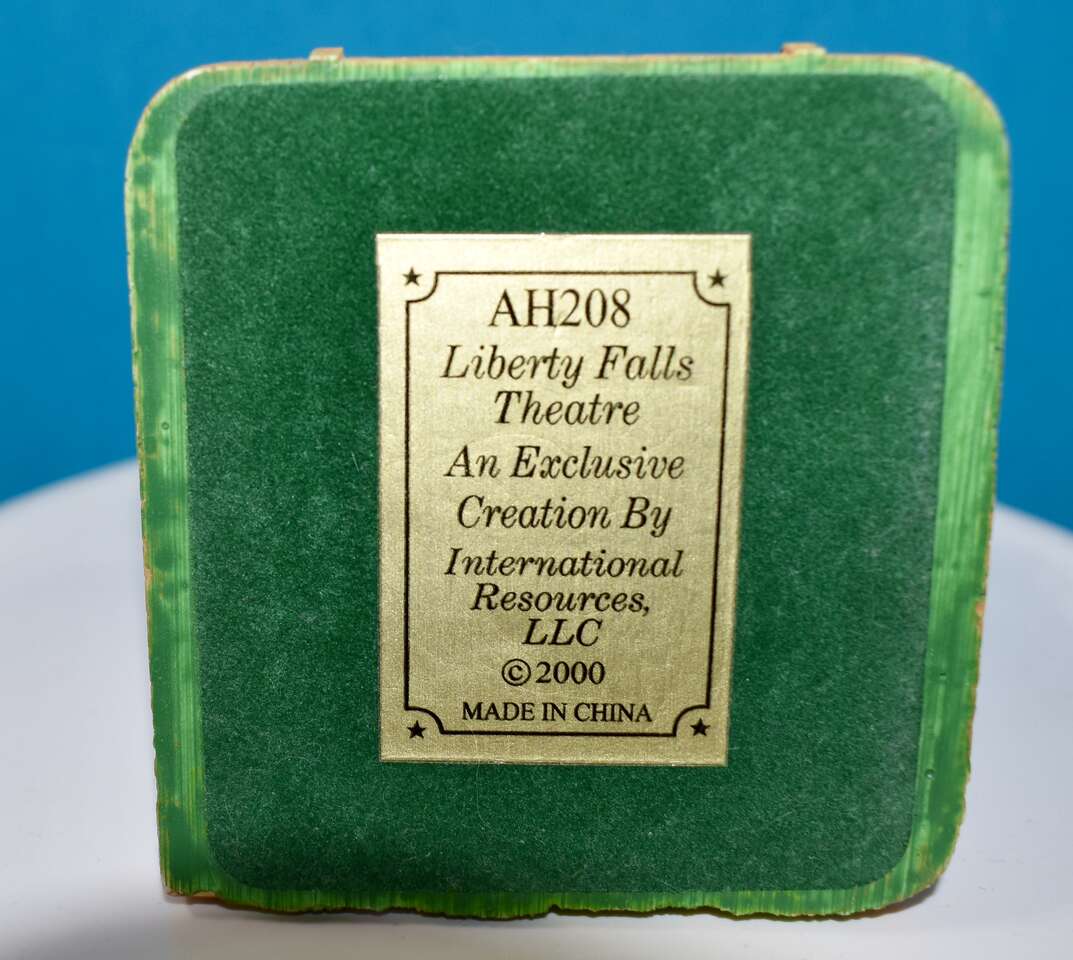 AH208
Liberty Falls
Theatre
An Exclusive
Creation By
International
Resources,
LLC
©2000
MADE IN CHINA